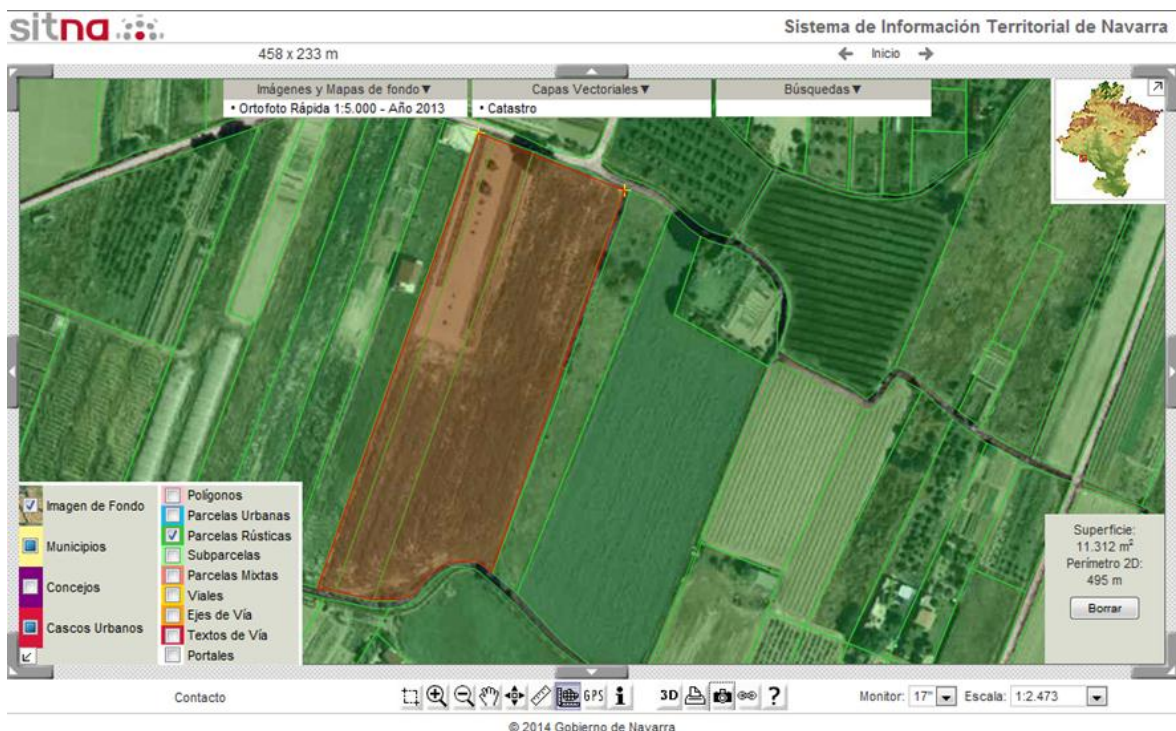 sitna
Sistema de Información Territorial de Navarra
458 x 233 m
Inicio
Imágenes y Mapas de fondo ▼
Capas Vectoriales ▼
Búsquedas ▼
• Ortofoto Rápida 1:5.000 - Año 2013
• Catastro
Imagen de Fondo
Municipios
Concejos
Cascos Urbanos
Polígonos
Parcelas Urbanas
Parcelas Rústicas
Subparcelas
Parcelas Mixtas
Viales
Ejes de Vía
Textos de Vía
Portales
Superficie:
11.312 m²
Perímetro 2D:
495 m
Borrar
Contacto
GPS
i
3D
?
Monitor: 17"
Escala: 1:2.473
© 2014 Gobierno de Navarra